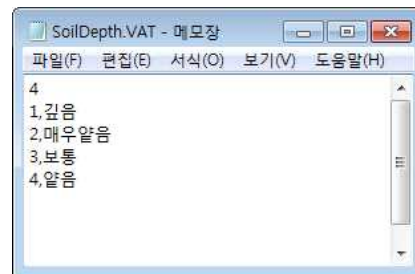 SoilDepth.VAT - 메모장
파일(F) 편집(E) 서식(O) 보기(V) 도움말(H)
4
1,깊음
2,매우얕음
3,보통
4,얕음